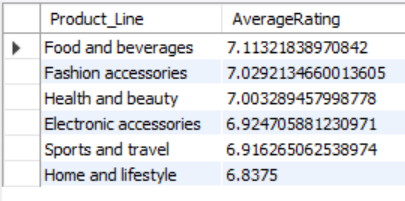 Product_Line AverageRating
Food and beverages 7.11321838970842
Fashion accessories 7.0292134660013605
Health and beauty 7.003289457998778
Electronic accessories 6.924705881230971
Sports and travel 6.916265062538974
Home and lifestyle 6.8375